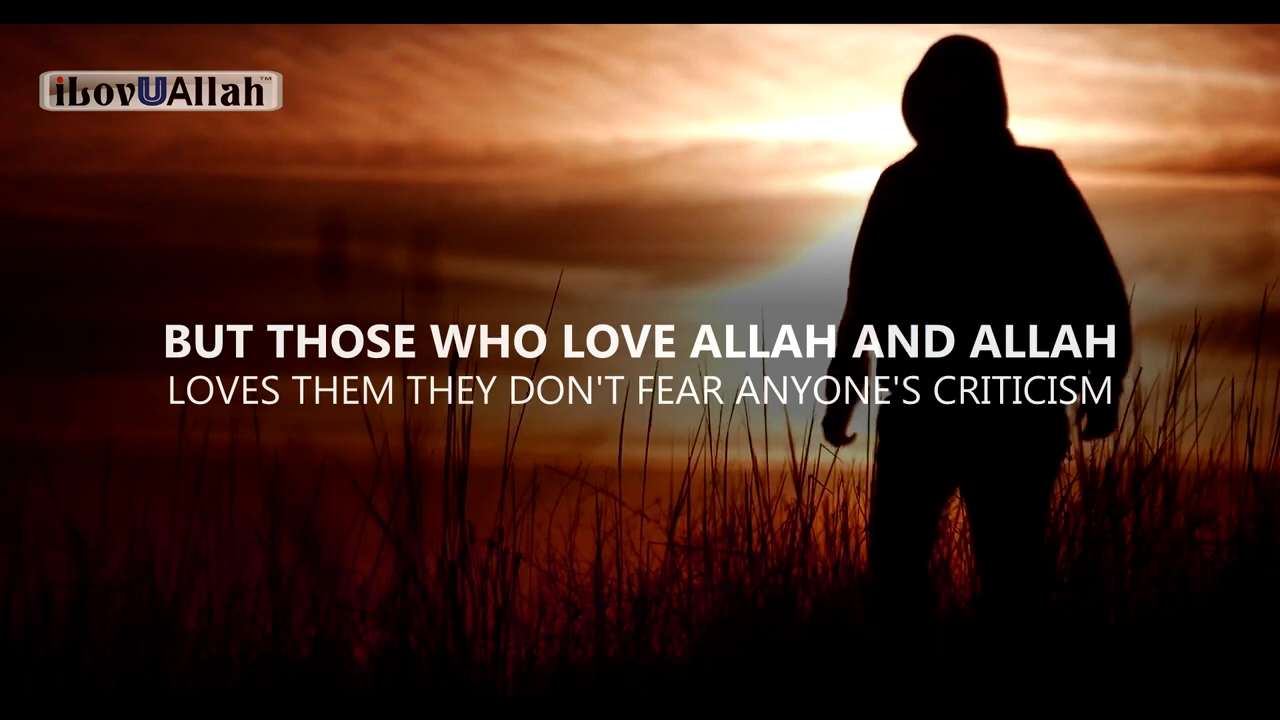 iLovUAllah™
BUT THOSE WHO LOVE ALLAH AND ALLAH
LOVES THEM THEY DON'T FEAR ANYONE'S CRITICISM